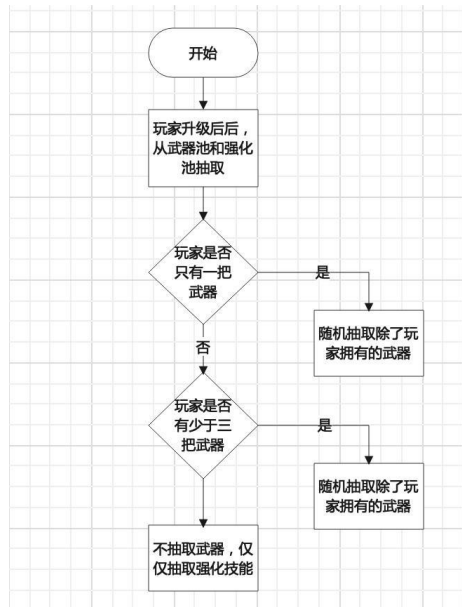 开始
玩家升级后后，
从武器池和强化
池抽取
玩家是否
只有一把
武器
是
随机抽取除了玩
家拥有的武器
否
玩家是否
有少于三
把武器
是
随机抽取除了玩
家拥有的武器
不抽取武器，仅
仅抽取强化技能